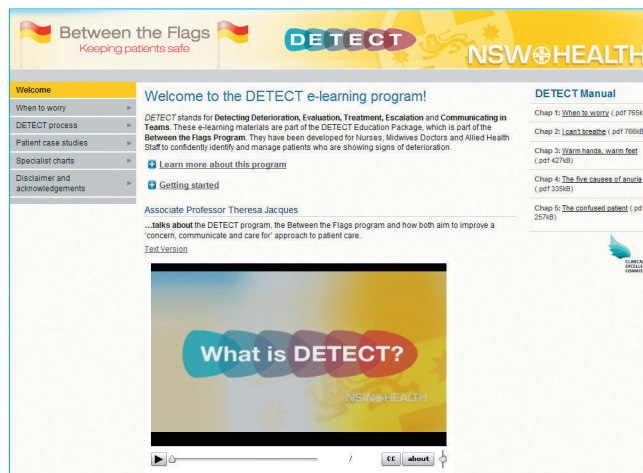 Between the Flags
Keeping patients safe
DETECT
NSW HEALTH
Welcome
When to worry
DETECT process
Patient case studies
Specialist charts
Disclaimer and
acknowledgements
Welcome to the DETECT e-learning program!
DETECT stands for Detecting Deterioration, Evaluation, Treatment, Escalation and Communicating in
Teams. These e-learning materials are part of the DETECT Education Package, which is part of the
Between the Flags Program. They have been developed for Nurses, Midwives Doctors and Allied Health
Staff to confidently identify and manage patients who are showing signs of deterioration.
Learn more about this program
Getting started
Associate Professor Theresa Jacques
...talks about the DETECT program, the Between the Flags program and how both aim to improve a
'concern, communicate and care for' approach to patient care.
Text Version
What is DETECT?
NSW HEALTH
/
CC about
DETECT Manual
Chap 1: When to worry (.pdf 765k
Chap 2: I can't breathe (.pdf 766kB
Chap 3: Warm hands, warm feet
(.pdf 427kB)
Chap 4: The five causes of anuria
(.pdf 335kB)
Chap 5: The confused patient (.pdf
257kB)
CLINICAL
EXCELLE
COMMIS